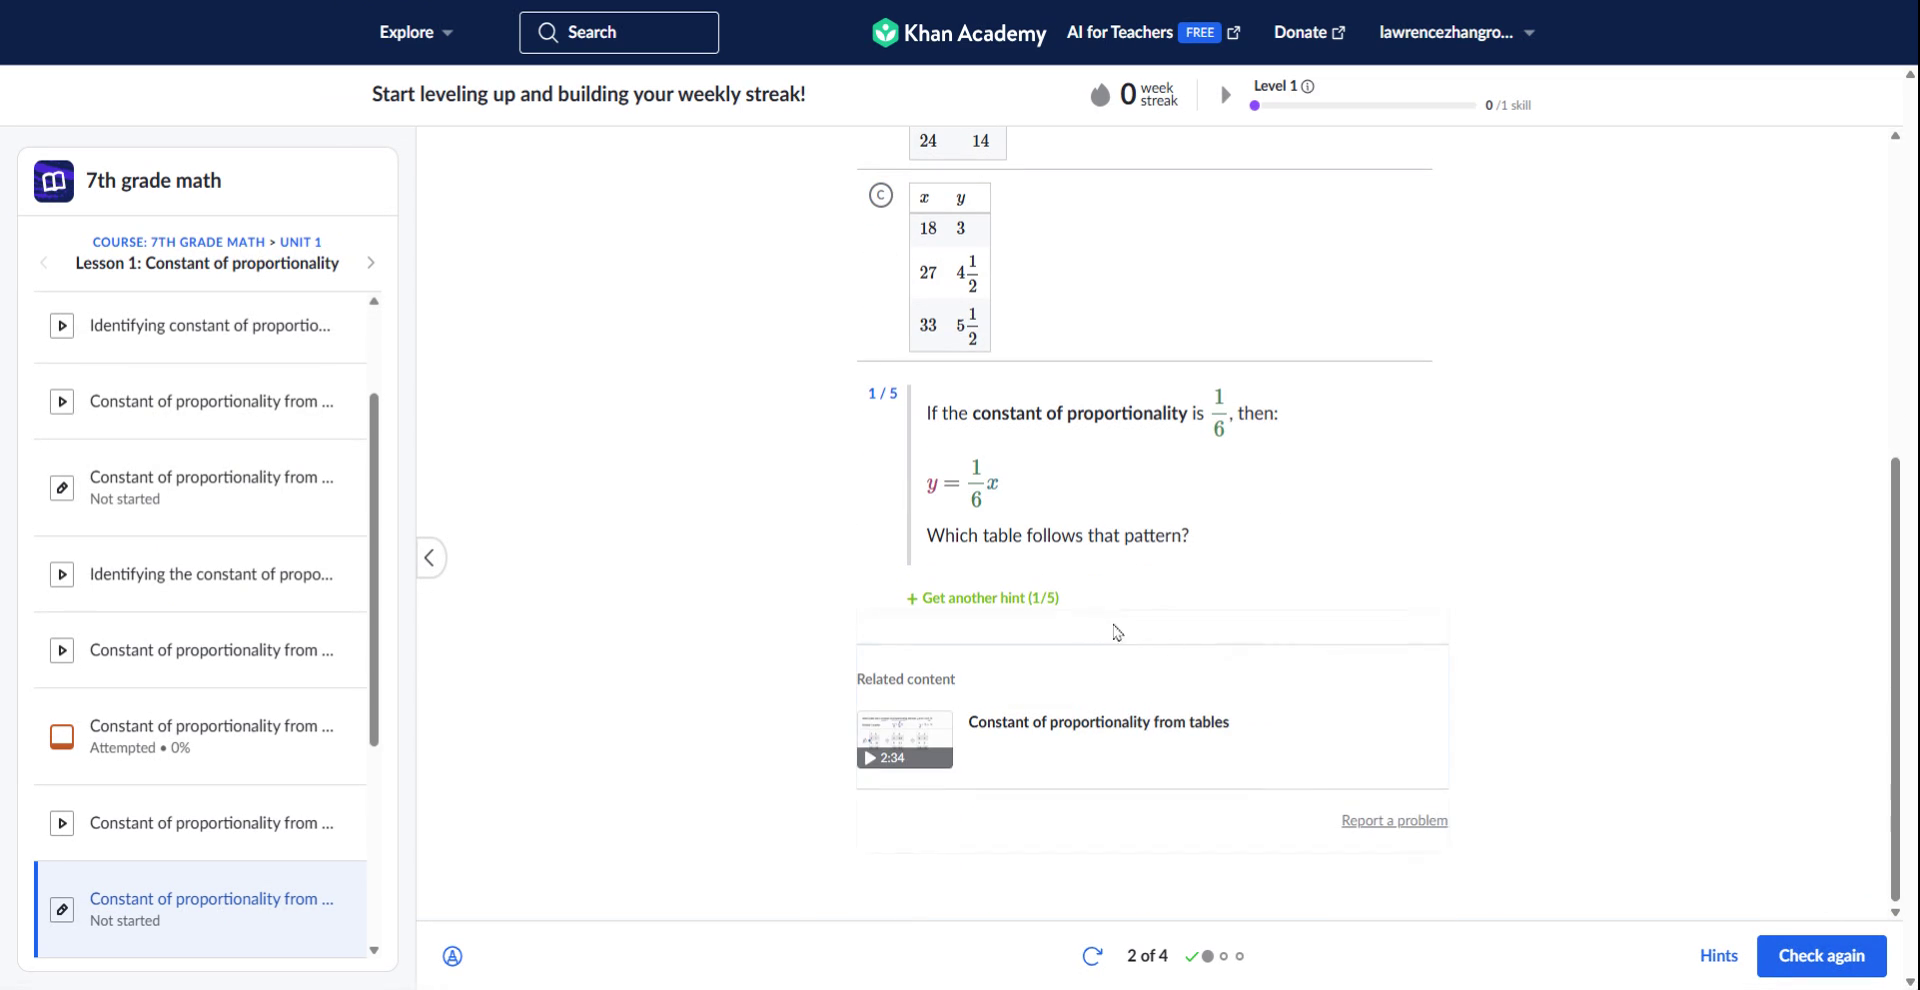 Explore
Search
Khan Academy
AI for Teachers FREE
Donate
lawrencezhangro...
Start leveling up and building your weekly streak!
0 week streak
Level 1
0 /1 skill
7th grade math
COURSE: 7TH GRADE MATH > UNIT 1
Lesson 1: Constant of proportionality
Identifying constant of proportio...
Constant of proportionality from ...
Constant of proportionality from ...
Not started
Identifying the constant of propo...
Constant of proportionality from ...
Constant of proportionality from ...
Attempted • 0%
Constant of proportionality from ...
Constant of proportionality from ...
Not started
24 14
C
x y
18 3
27 4 1/2
33 5 1/2
1 / 5
If the constant of proportionality is 1/6, then:
y = 1/6 x
Which table follows that pattern?
+ Get another hint (1/5)
Related content
2:34
Constant of proportionality from tables
Report a problem
2 of 4
Hints
Check again